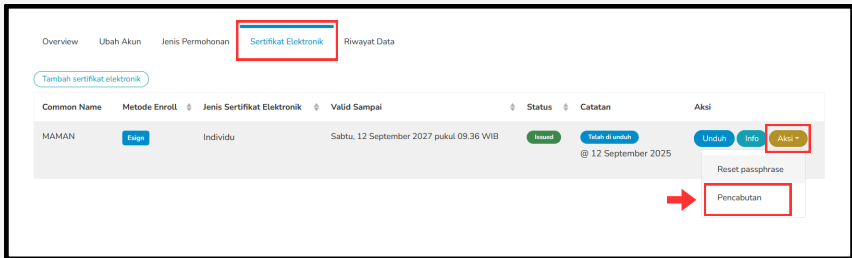 Overview Ubah Akun Jenis Permohonan Sertifikat Elektronik Riwayat Data
Tambah sertifikat elektronik
Common Name Metode Enroll Jenis Sertifikat Elektronik Valid Sampai Status Catatan Aksi
MAMAN Esign Individu Sabtu, 12 September 2027 pukul 09.36 WIB Issued Telah di unduh Unduh Info Aksi
@ 12 September 2025
Reset passphrase
Pencabutan